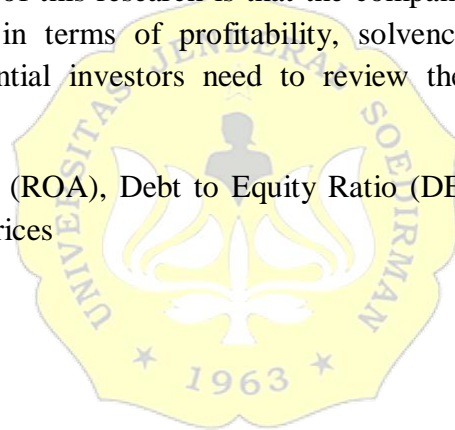 of this research is that the compan
in terms of profitability, solvenc
ntial investors need to review the
(ROA), Debt to Equity Ratio (DE
rices
UNIVERSITAS JENDERAL SOEDIRMAN
* 1963 *